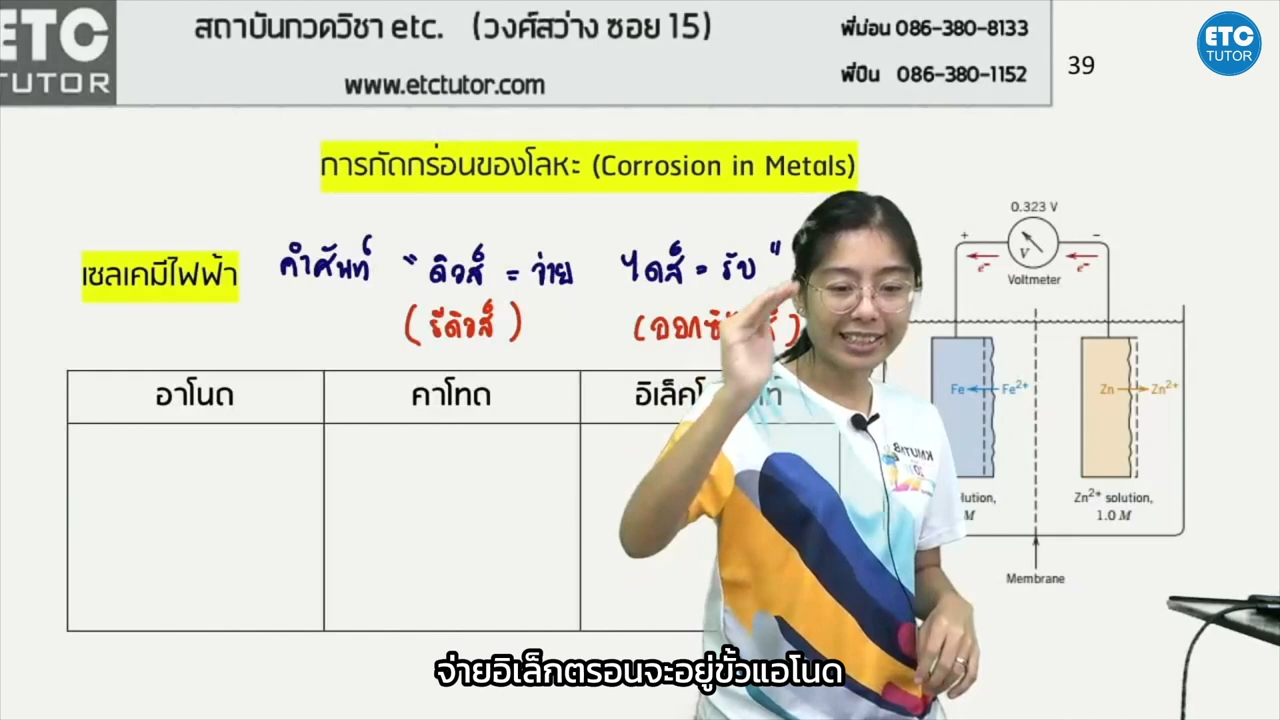 ETC
TUTOR
สถาบันกวดวิชา etc. (วงศ์สว่าง ซอย 15)
www.etctutor.com
พี่ม่อน 086-380-8133
พี่ปืน 086-380-1152
39
ETC
TUTOR
การกัดกร่อนของโลหะ (Corrosion in Metals)
เซลเคมีไฟฟ้า
คำศัพท์ “ ดิวส์ = จ่าย ไดส์ = รับ "
( รีดิวส์ )
อาโนด
คาโทด
0.323 V
+
−
V
e⁻
e⁻
Voltmeter
Fe
Fe²⁺
Zn
Zn²⁺
Zn²⁺ solution,
1.0 M
M
Membrane
KMUTNB
จ่ายอิเล็กตรอนจะอยู่ขั้วแอโนด